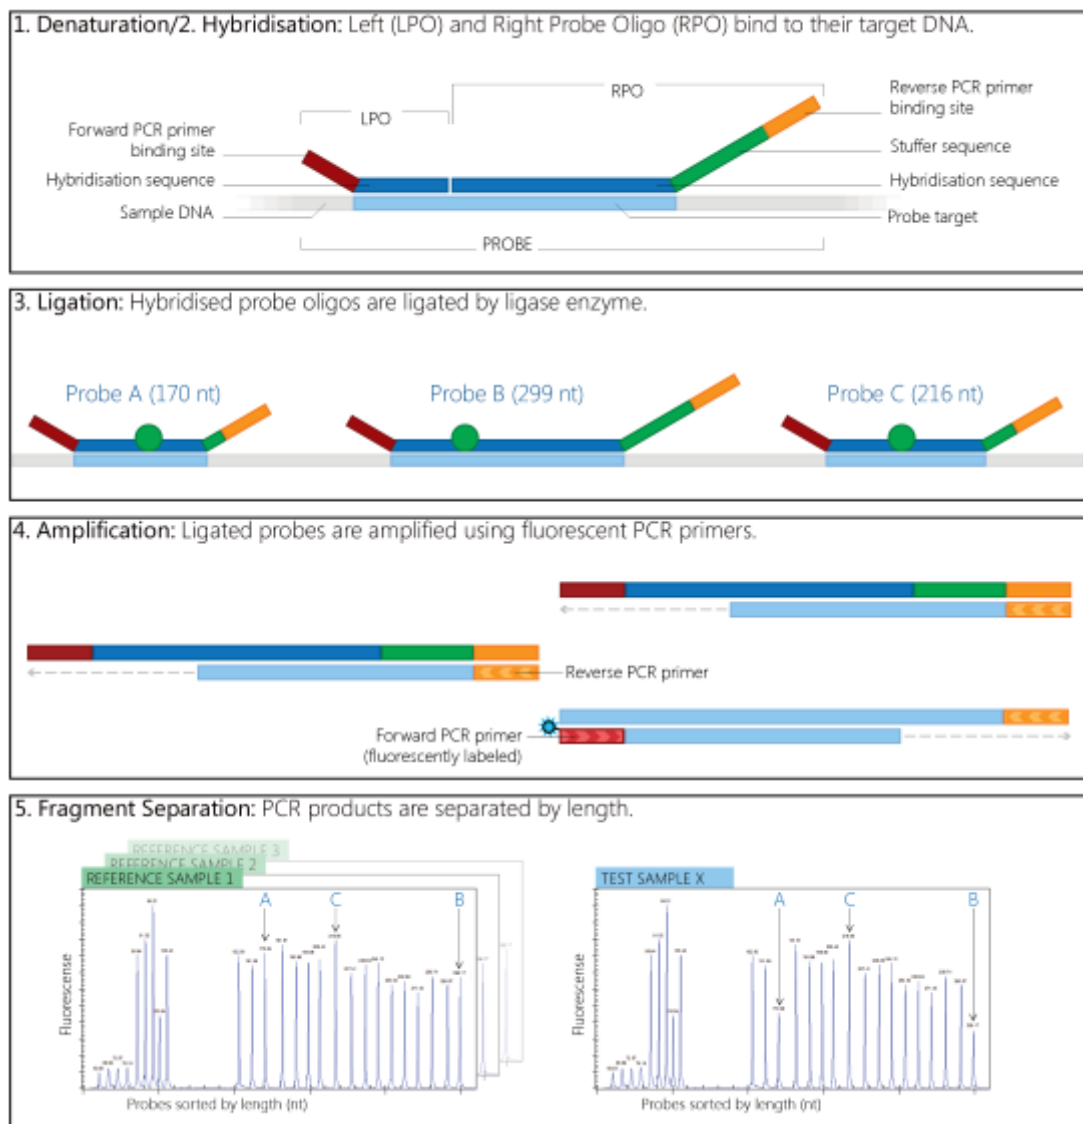 1. Denaturation/2. Hybridisation: Left (LPO) and Right Probe Oligo (RPO) bind to their target DNA.
RPO
Reverse PCR primer
binding site
LPO
Forward PCR primer
binding site
Stuffer sequence
Hybridisation sequence
Hybridisation sequence
Sample DNA
Probe target
PROBE
3. Ligation: Hybridised probe oligos are ligated by ligase enzyme.
Probe A (170 nt)
Probe B (299 nt)
Probe C (216 nt)
4. Amplification: Ligated probes are amplified using fluorescent PCR primers.
Reverse PCR primer
Forward PCR primer
(fluorescently labeled)
5. Fragment Separation: PCR products are separated by length.
REFERENCE SAMPLE 3
REFERENCE SAMPLE 2
REFERENCE SAMPLE 1
TEST SAMPLE X
A
C
B
A
C
B
Fluorescense
Fluorescense
Probes sorted by length (nt)
Probes sorted by length (nt)